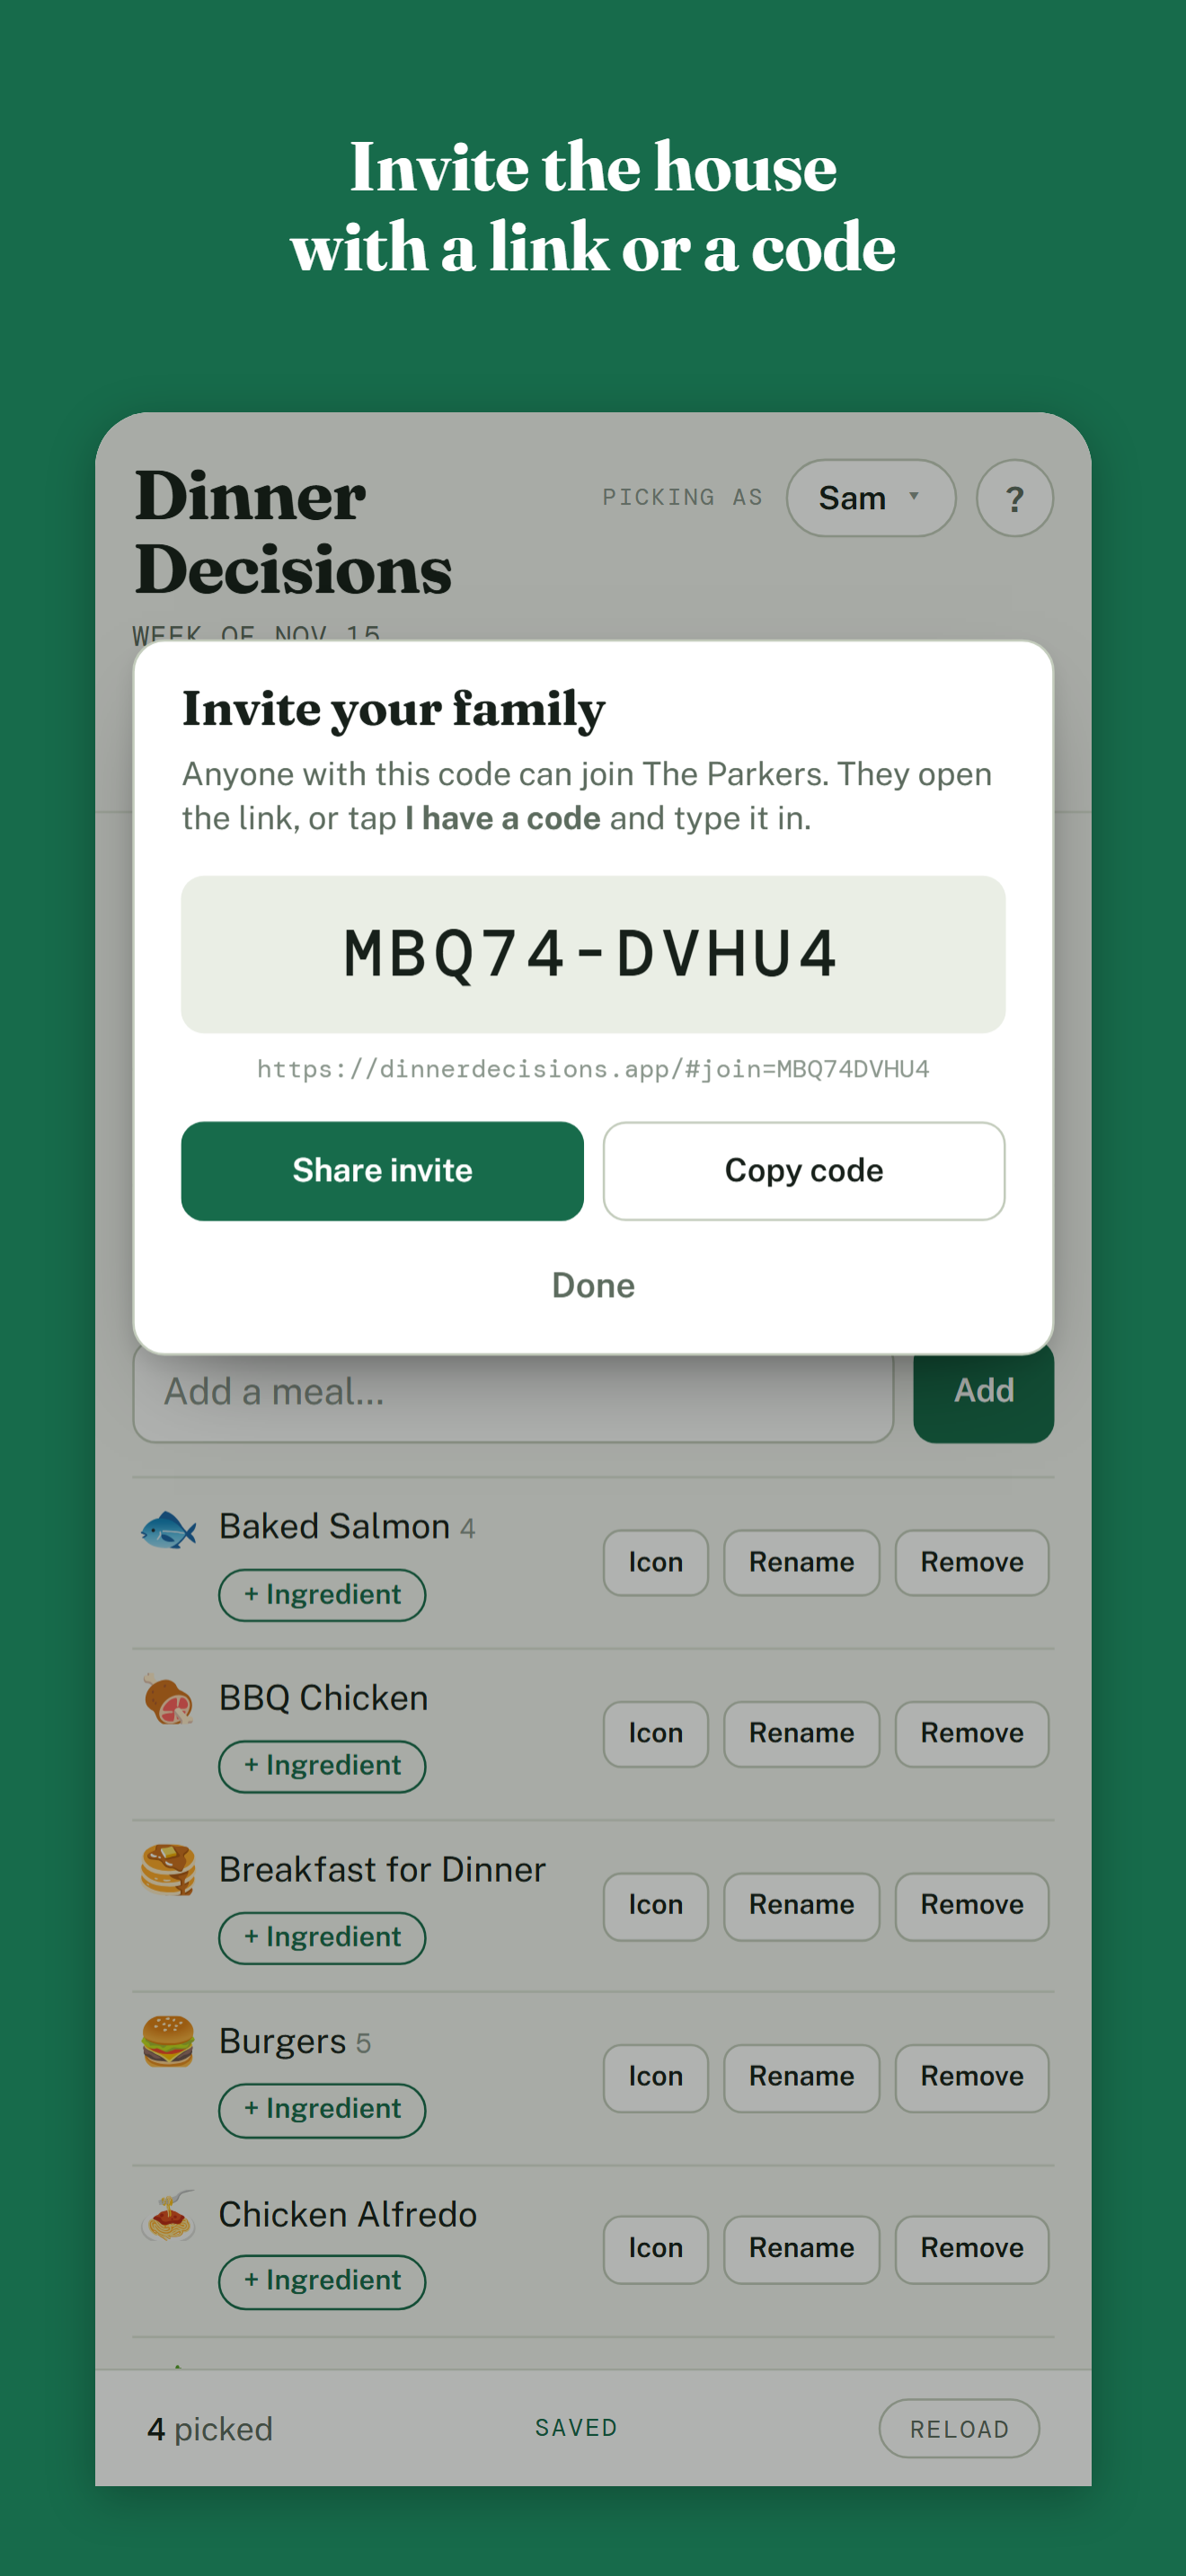 Invite the house
with a link or a code
Dinner
Decisions
PICKING AS
Sam
?
WEEK OF NOV 15
Invite your family
Anyone with this code can join The Parkers. They open
the link, or tap I have a code and type it in.
MBQ74-DVHU4
https://dinnerdecisions.app/#join=MBQ74DVHU4
Share invite
Copy code
Done
Add a meal...
Add
Baked Salmon 4
Icon
Rename
Remove
+ Ingredient
BBQ Chicken
Icon
Rename
Remove
+ Ingredient
Breakfast for Dinner
Icon
Rename
Remove
+ Ingredient
Burgers 5
Icon
Rename
Remove
+ Ingredient
Chicken Alfredo
Icon
Rename
Remove
+ Ingredient
4 picked
SAVED
RELOAD